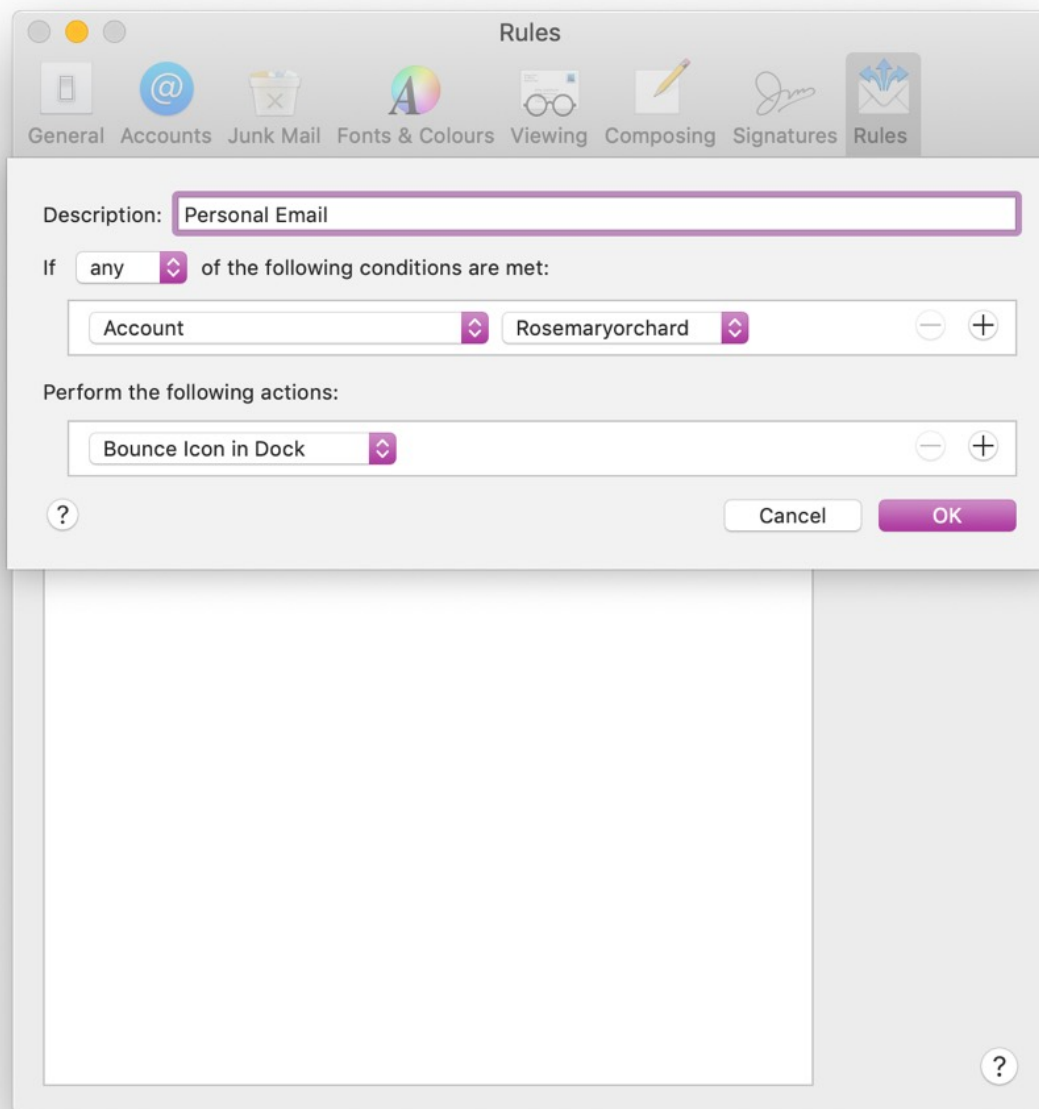 Rules
General Accounts Junk Mail Fonts & Colours Viewing Composing Signatures Rules
Description: Personal Email
If any of the following conditions are met:
Account Rosemaryorchard
Perform the following actions:
Bounce Icon in Dock
? Cancel OK
?